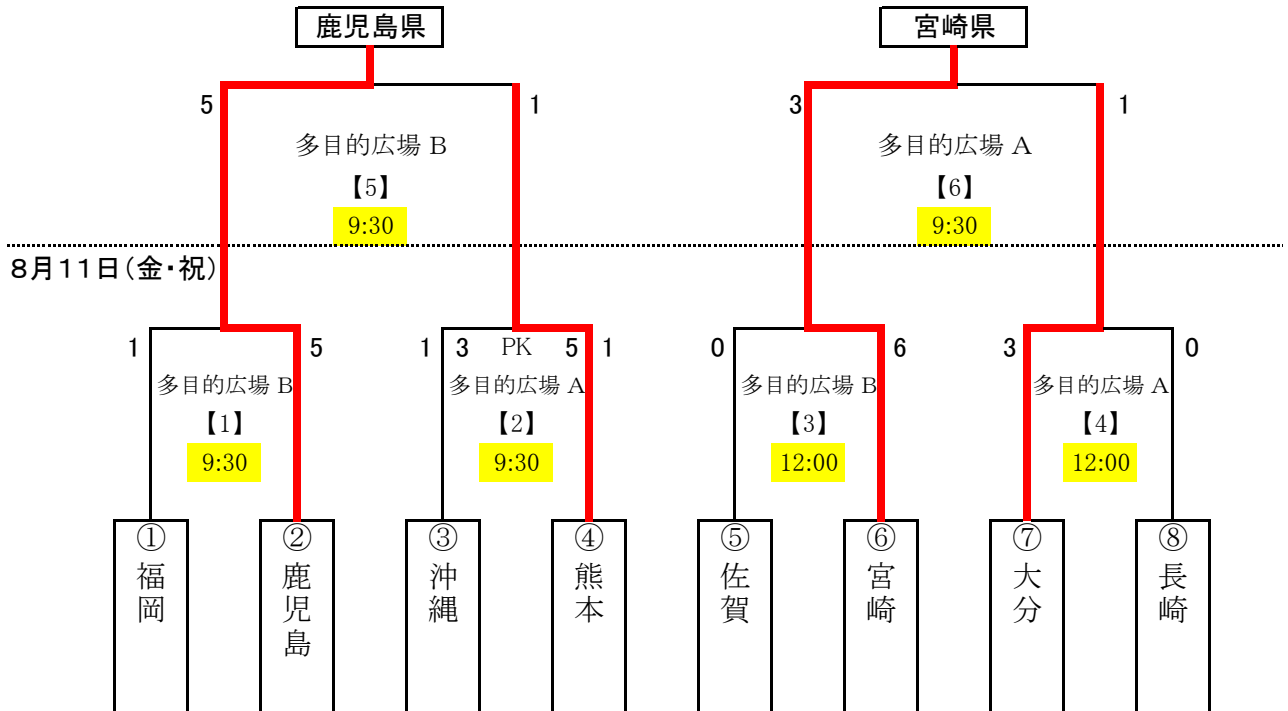 鹿児島県 宮崎県
5 1 3 1
多目的広場 B 多目的広場 A
【5】 【6】
9:30 9:30
8月11日(金・祝)
1 5 1 3 PK 5 1 0 6 3 0
多目的広場 B 多目的広場 A 多目的広場 B 多目的広場 A
【1】 【2】 【3】 【4】
9:30 9:30 12:00 12:00
① ② ③ ④ ⑤ ⑥ ⑦ ⑧
福岡 鹿児島 沖縄 熊本 佐賀 宮崎 大分 長崎